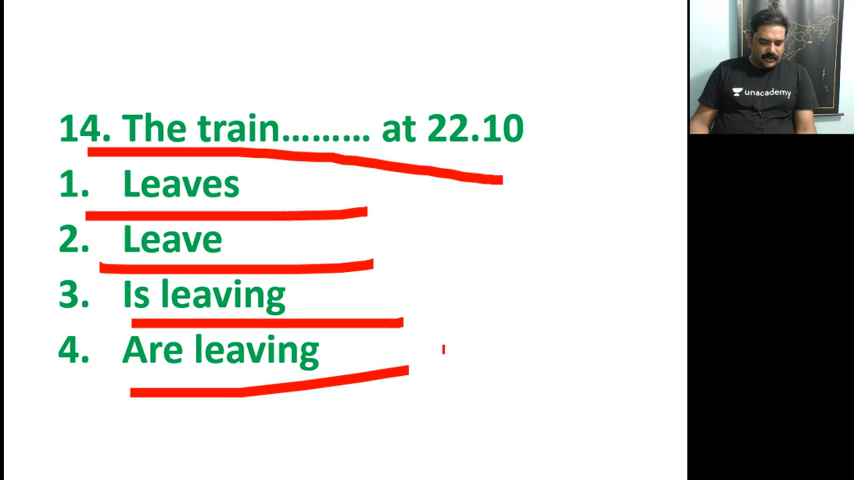 14. The train……… at 22.10
1. Leaves
2. Leave
3. Is leaving
4. Are leaving
unacademy